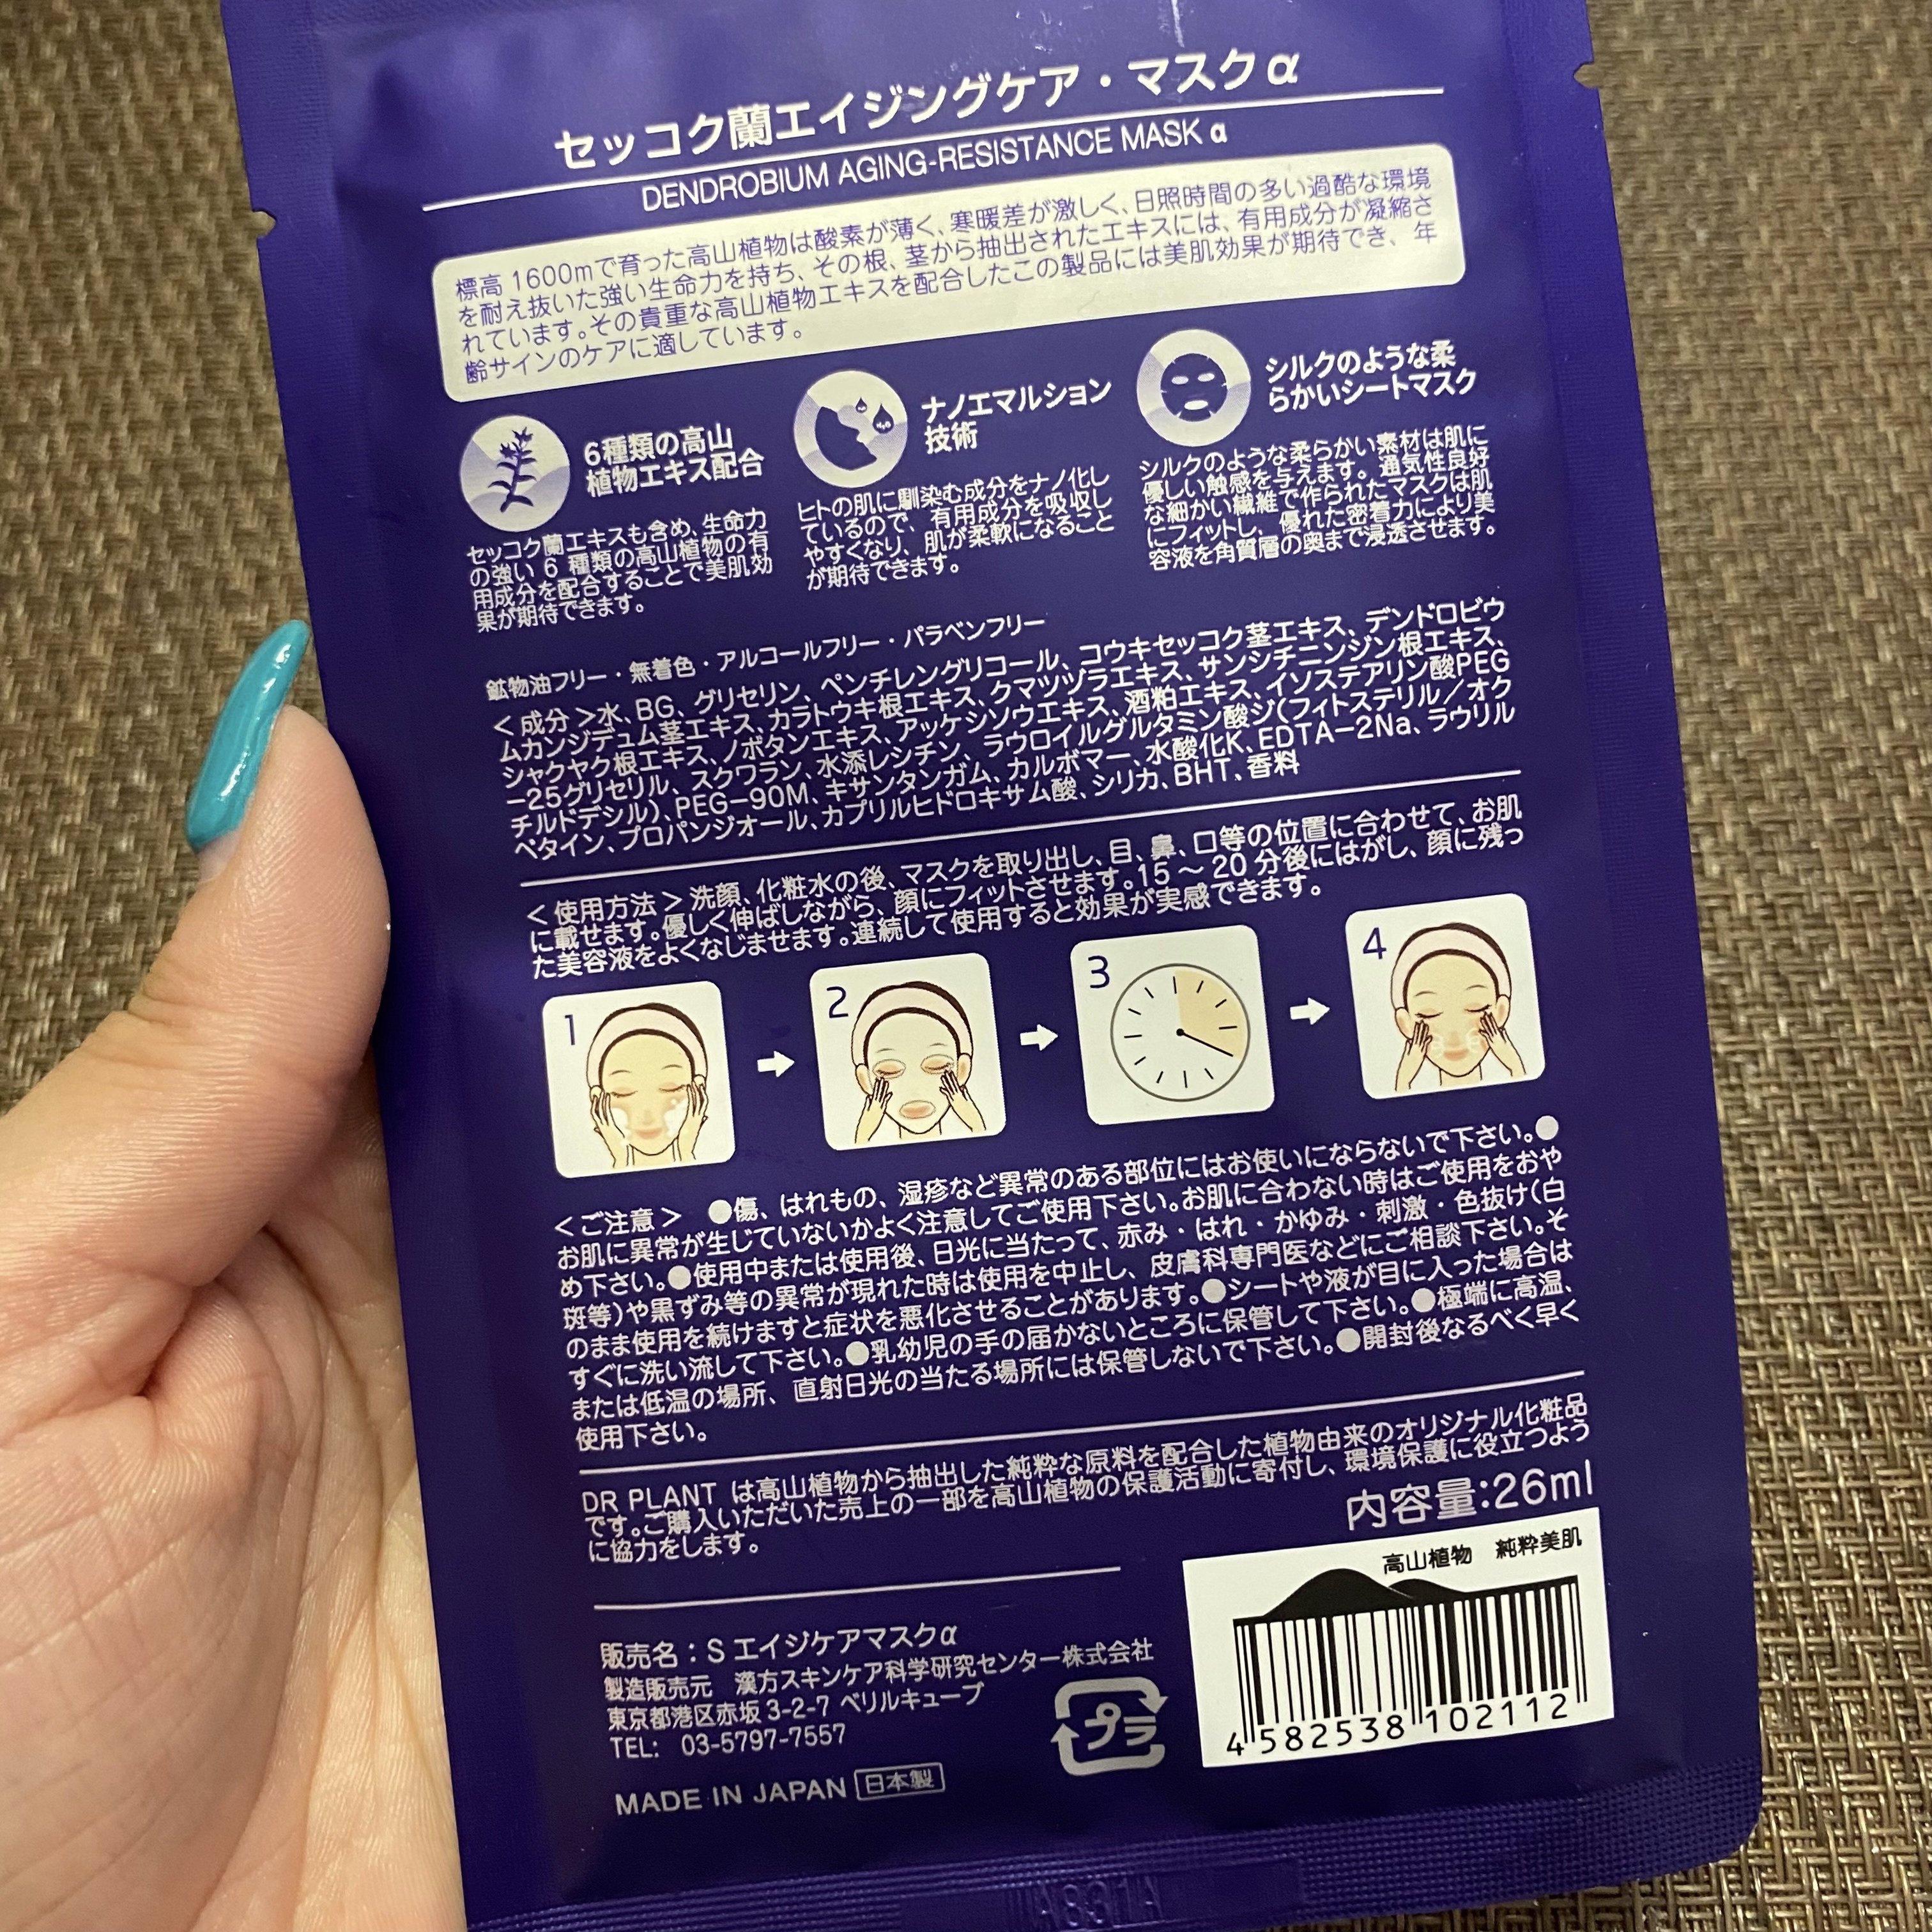 セッコク蘭エイジングケア・マスクα
DENDROBIUM AGING-RESISTANCE MASK α
標高 1600mで育った高山植物は酸素が薄く、寒暖差が激しく、日照時間の多い過酷な環境
を耐え抜いた強い生命力を持ち、その根、茎から抽出されたエキスには、有用成分が凝縮さ
れています。その貴重な高山植物エキスを配合したこの製品には美肌効果が期待でき、年
齢サインのケアに適しています。
6種類の高山
植物エキス配合
セッコク蘭エキスも含め、生命力
の強い 6 種類の高山植物の有
用成分を配合することで美肌効
果が期待できます。
ナノエマルション
技術
ヒトの肌に馴染む成分をナノ化し
ているので、有用成分を吸収し
やすくなり、肌が柔軟になること
が期待できます。
シルクのような柔
らかいシートマスク
シルクのような柔らかい素材は肌に
優しい触感を与えます。通気性良好
な細かい繊維で作られたマスクは肌
にフィットし、優れた密着力により美
容液を角質層の奥まで浸透させます。
鉱物油フリー・無着色・アルコールフリー・パラベンフリー
＜成分＞水、BG、グリセリン、ペンチレングリコール、コウキセッコク茎エキス、デンドロビウ
ムカンジデュム茎エキス、カラトウキ根エキス、クマツヅラエキス、サンシチニンジン根エキス、
シャクヤク根エキス、ノボタンエキス、アッケシソウエキス、酒粕エキス、イソステアリン酸PEG
-25グリセリル、スクワラン、水添レシチン、ラウロイルグルタミン酸ジ(フィトステリル／オク
チルドデシル)、PEG-90M、キサンタンガム、カルボマー、水酸化K、EDTA-2Na、ラウリル
ベタイン、プロパンジオール、カプリルヒドロキサム酸、シリカ、BHT、香料
＜使用方法＞洗顔、化粧水の後、マスクを取り出し、目、鼻、口等の位置に合わせて、お肌
に載せます。優しく伸ばしながら、顔にフィットさせます。15 ～ 20 分後にはがし、顔に残っ
た美容液をよくなじませます。連続して使用すると効果が実感できます。
1
2
3
4
＜ご注意＞ ●傷、はれもの、湿疹など異常のある部位にはお使いにならないで下さい。●
お肌に異常が生じていないかよく注意してご使用下さい。お肌に合わない時はご使用をおや
め下さい。●使用中または使用後、日光に当たって、赤み・はれ・かゆみ・刺激・色抜け(白
斑等)や黒ずみ等の異常が現れた時は使用を中止し、皮膚科専門医などにご相談下さい。そ
のまま使用を続けますと症状を悪化させることがあります。●シートや液が目に入った場合は
すぐに洗い流して下さい。●乳幼児の手の届かないところに保管して下さい。●極端に高温、
または低温の場所、直射日光の当たる場所には保管しないで下さい。●開封後なるべく早く
使用下さい。
DR PLANT は高山植物から抽出した純粋な原料を配合した植物由来のオリジナル化粧品
です。ご購入いただいた売上の一部を高山植物の保護活動に寄付し、環境保護に役立つよう
に協力をします。
内容量:26ml
高山植物 純粋美肌
4 582538 102112
販売名：S エイジケアマスクα
製造販売元 漢方スキンケア科学研究センター株式会社
東京都港区赤坂 3-2-7 ベリルキューブ
TEL: 03-5797-7557
プラ
MADE IN JAPAN 日本製